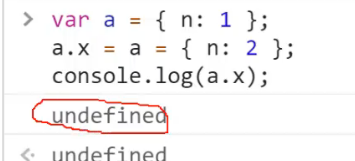 > var a = { n: 1 };
a.x = a = { n: 2 };
console.log(a.x);
undefined
undefined